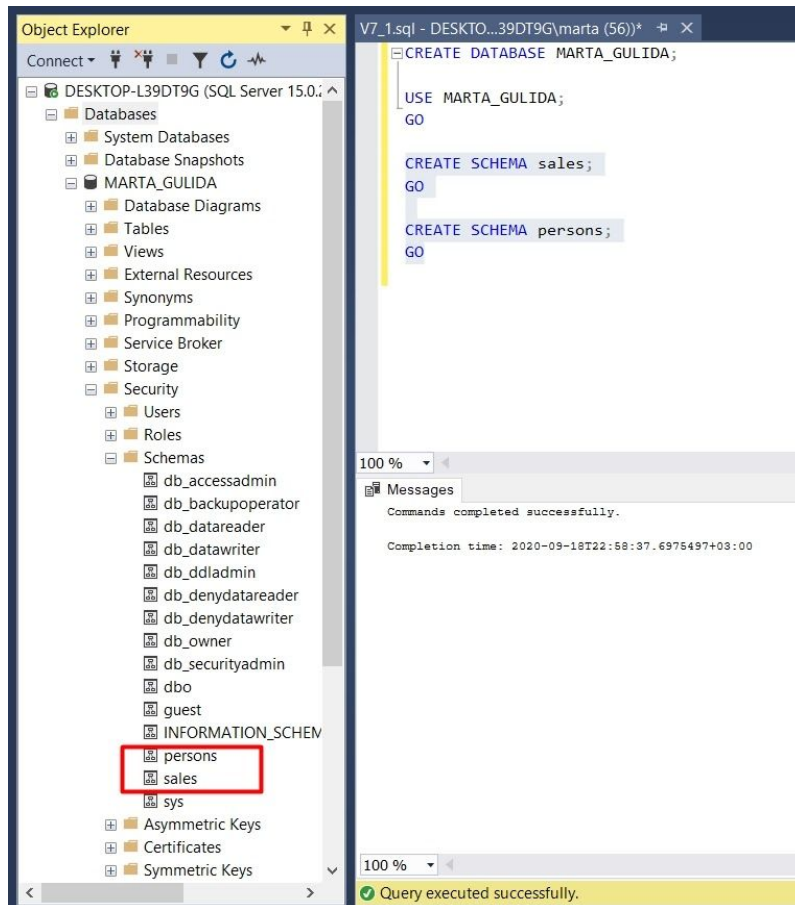 Object Explorer
Connect
DESKTOP-L39DT9G (SQL Server 15.0.2
Databases
System Databases
Database Snapshots
MARTA_GULIDA
Database Diagrams
Tables
Views
External Resources
Synonyms
Programmability
Service Broker
Storage
Security
Users
Roles
Schemas
db_accessadmin
db_backupoperator
db_datareader
db_datawriter
db_ddladmin
db_denydatareader
db_denydatawriter
db_owner
db_securityadmin
dbo
guest
INFORMATION_SCHEM
persons
sales
sys
Asymmetric Keys
Certificates
Symmetric Keys
V7_1.sql - DESKTO...39DT9G\marta (56))*
CREATE DATABASE MARTA_GULIDA;
USE MARTA_GULIDA;
GO
CREATE SCHEMA sales;
GO
CREATE SCHEMA persons;
GO
100 %
Messages
Commands completed successfully.
Completion time: 2020-09-18T22:58:37.6975497+03:00
100 %
Query executed successfully.